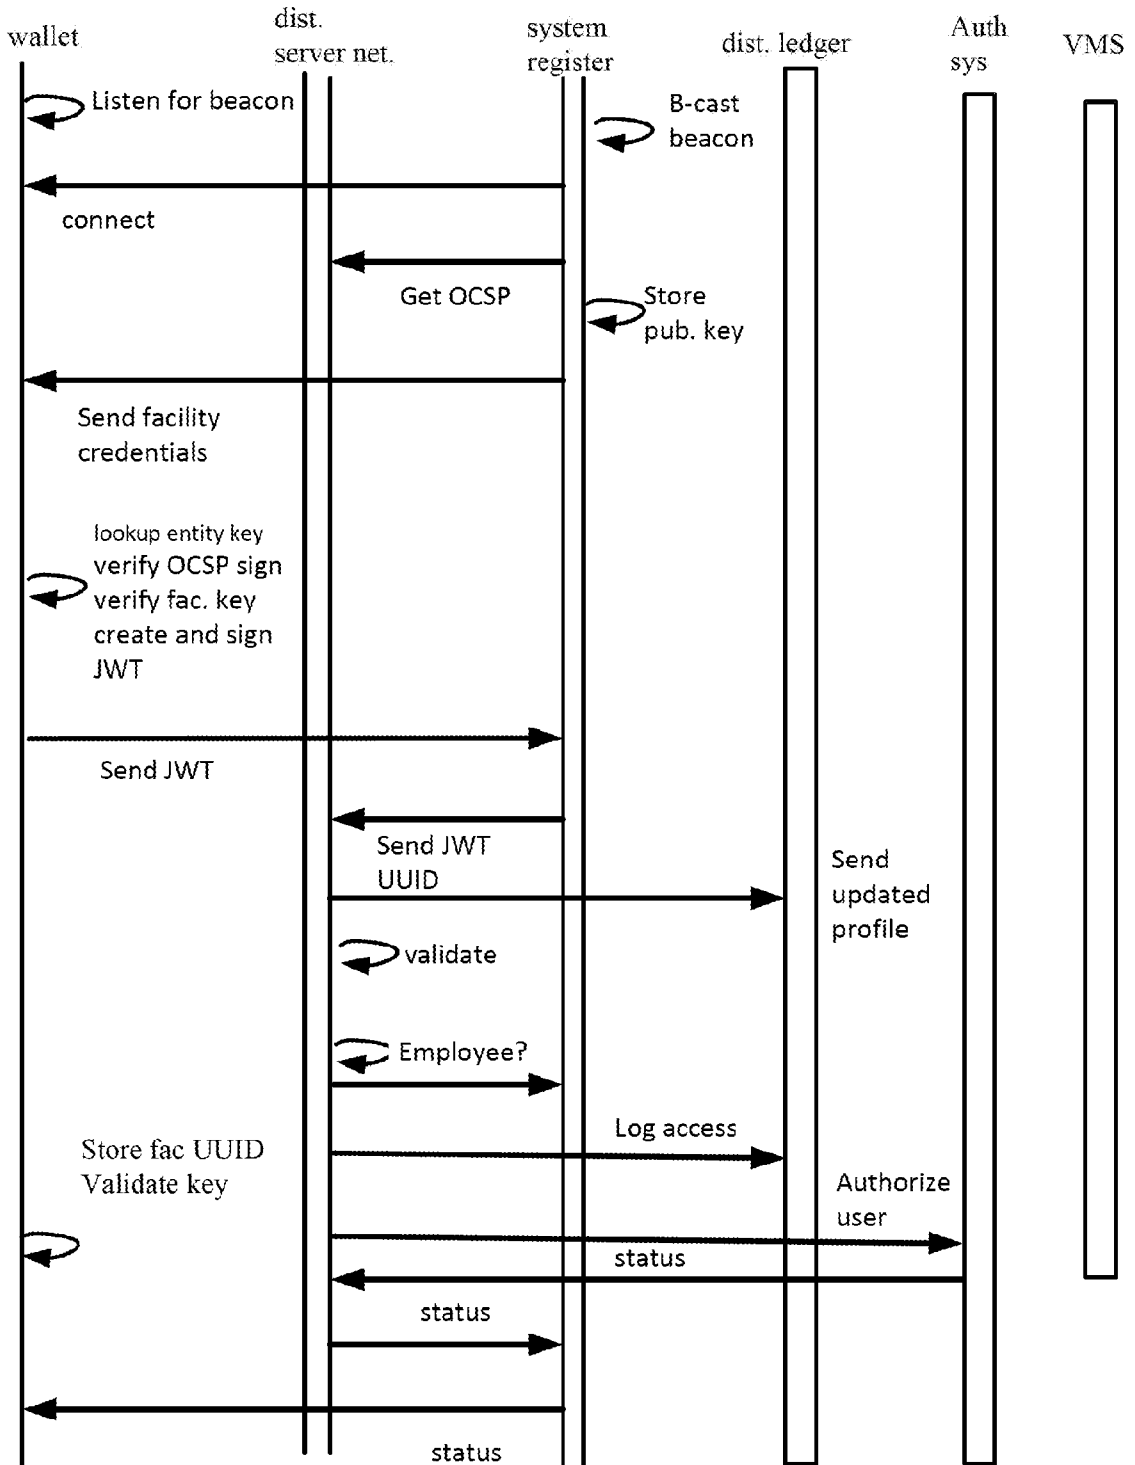 wallet
dist.
server net.
system
register
dist. ledger
Auth
sys
VMS
Listen for beacon
B-cast
beacon
connect
Get OCSP
Store
pub. key
Send facility
credentials
lookup entity key
verify OCSP sign
verify fac. key
create and sign
JWT
Send JWT
Send JWT
UUID
Send
updated
profile
validate
Employee?
Log access
Store fac UUID
Validate key
Authorize
user
status
status
status